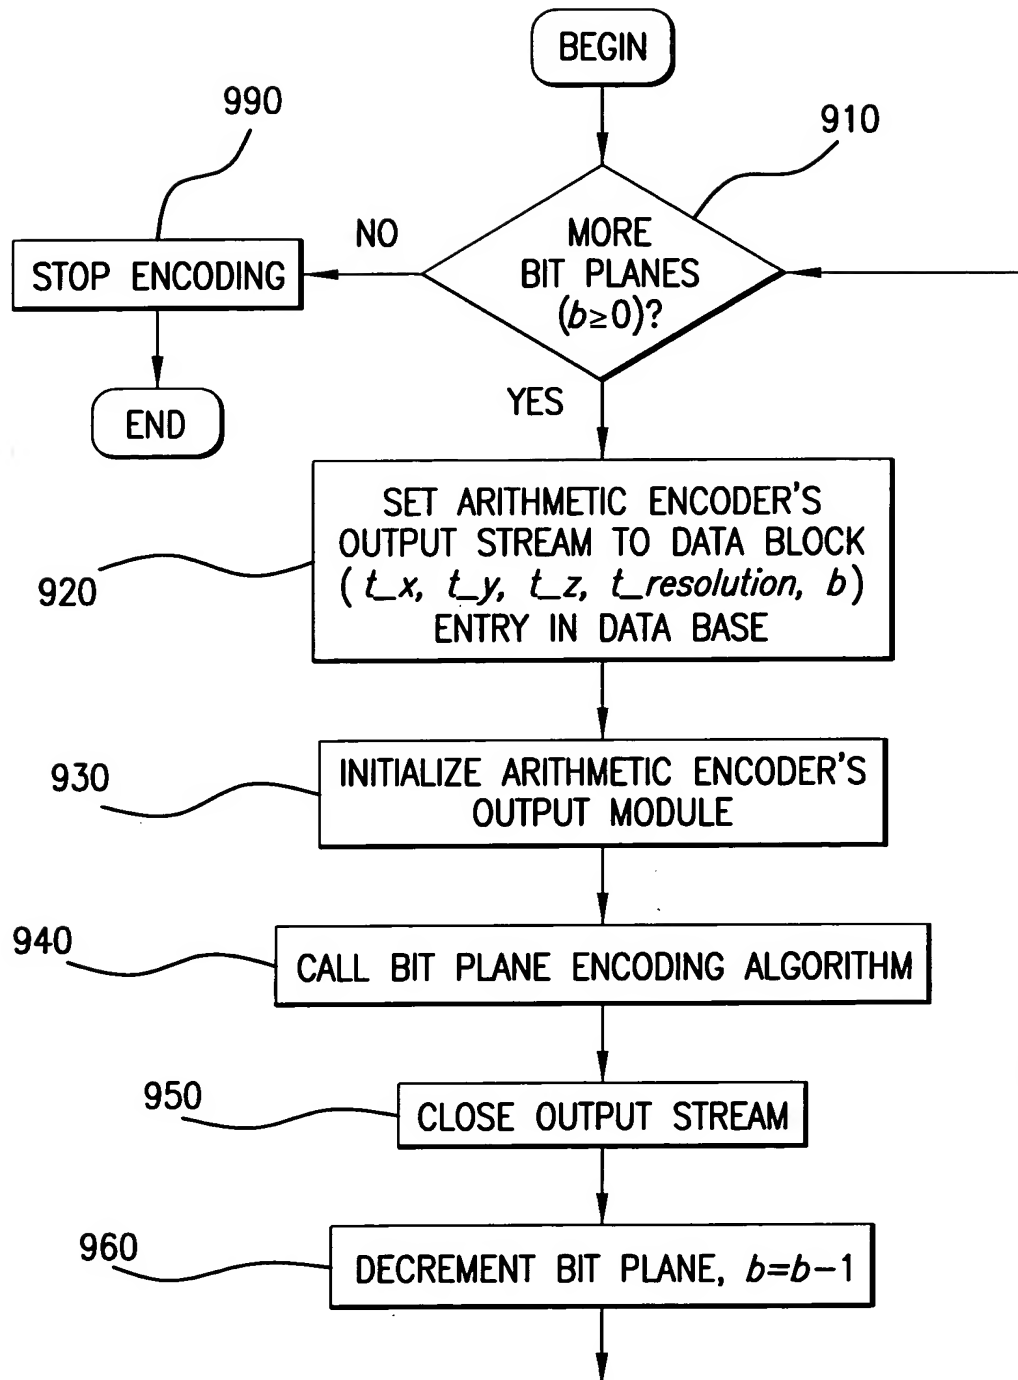 BEGIN
990
910
NO
MORE
BIT PLANES
(b≥0)?
STOP ENCODING
YES
END
SET ARITHMETIC ENCODER'S
OUTPUT STREAM TO DATA BLOCK
(t_x, t_y, t_z, t_resolution, b)
ENTRY IN DATA BASE
920
930
INITIALIZE ARITHMETIC ENCODER'S
OUTPUT MODULE
940
CALL BIT PLANE ENCODING ALGORITHM
950
CLOSE OUTPUT STREAM
960
DECREMENT BIT PLANE, b=b-1